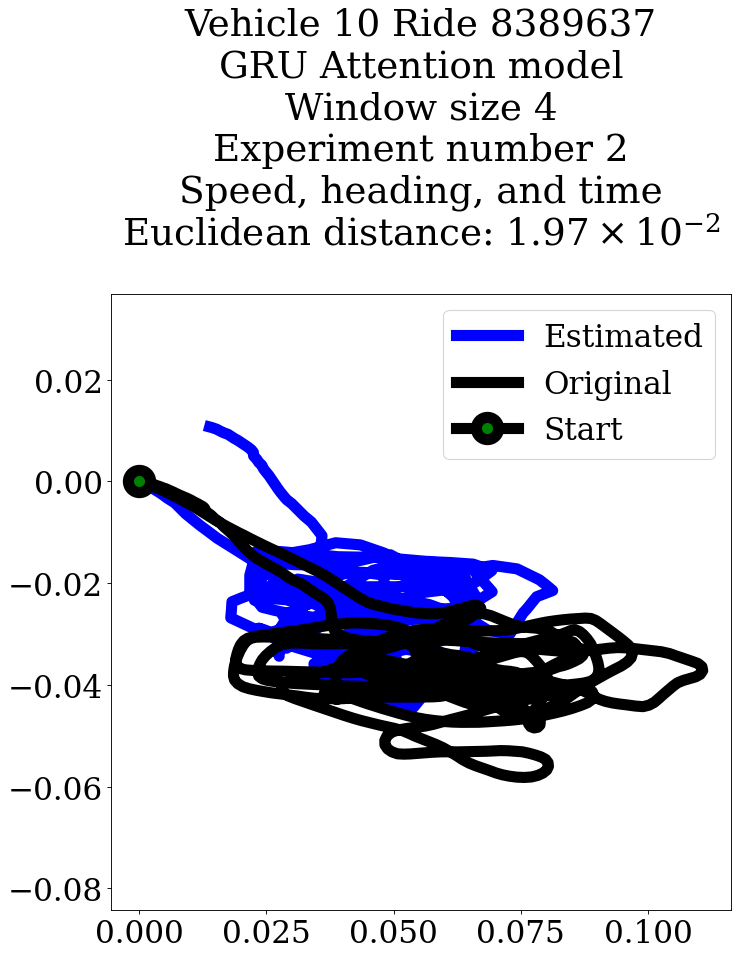 Vehicle 10 Ride 8389637
GRU Attention model
Window size 4
Experiment number 2
Speed, heading, and time
Euclidean distance: 1.97 × 10⁻²
Estimated
Original
Start
0.02
0.00
−0.02
−0.04
−0.06
−0.08
0.000 0.025 0.050 0.075 0.100